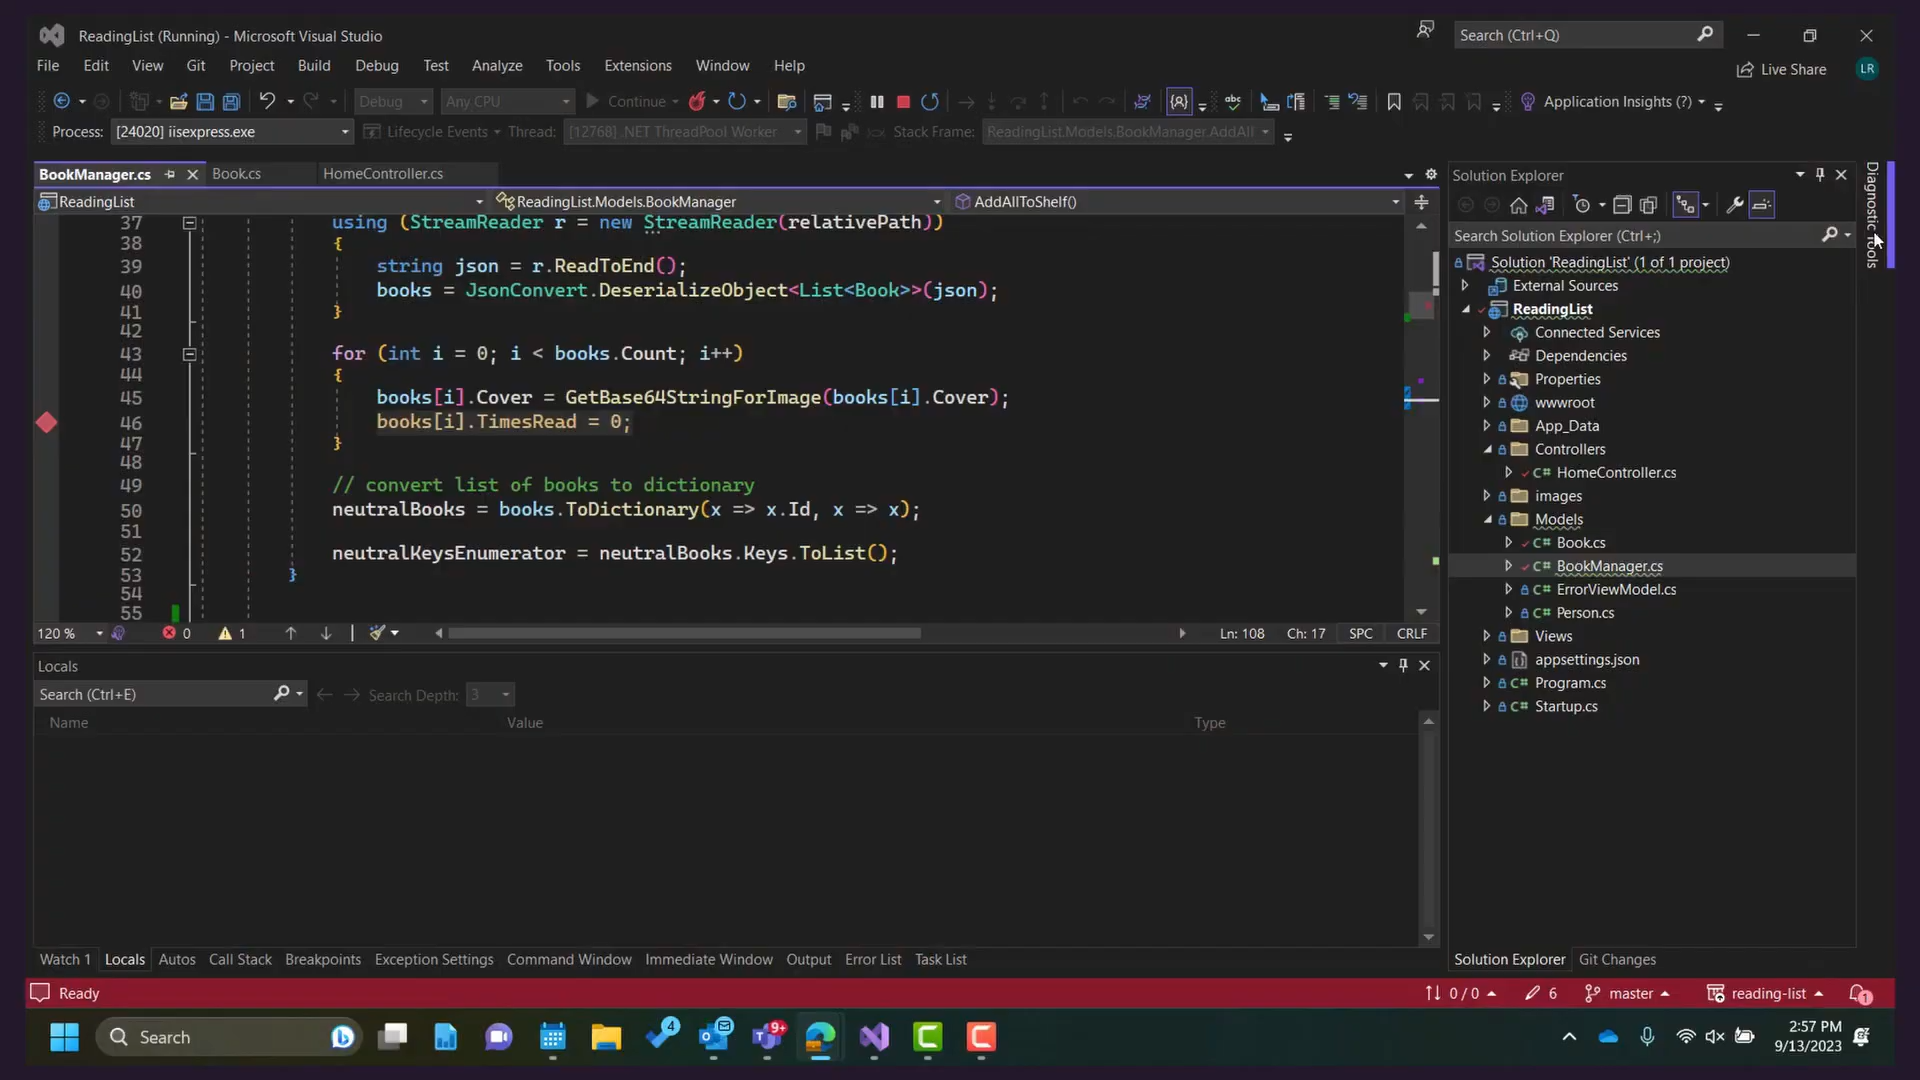 ReadingList (Running) - Microsoft Visual Studio
Search (Ctrl+Q)
File Edit View Git Project Build Debug Test Analyze Tools Extensions Window Help
Live Share LR
Debug Any CPU Continue Application Insights (?)
Process: [24020] iisexpress.exe Lifecycle Events Thread: [12768] .NET ThreadPool Worker Stack Frame: ReadingList.Models.BookManager.AddAll
BookManager.cs Book.cs HomeController.cs
ReadingList ReadingList.Models.BookManager AddAllToShelf()
37 using (StreamReader r = new StreamReader(relativePath))
38 {
39 string json = r.ReadToEnd();
40 books = JsonConvert.DeserializeObject<List<Book>>(json);
41 }
42
43 for (int i = 0; i < books.Count; i++)
44 {
45 books[i].Cover = GetBase64StringForImage(books[i].Cover);
46 books[i].TimesRead = 0;
47 }
48
49 // convert list of books to dictionary
50 neutralBooks = books.ToDictionary(x => x.Id, x => x);
51
52 neutralKeysEnumerator = neutralBooks.Keys.ToList();
53 }
54
55
120 % 0 1 Ln: 108 Ch: 17 SPC CRLF
Locals
Search (Ctrl+E) Search Depth: 3
Name Value Type
Watch 1 Locals Autos Call Stack Breakpoints Exception Settings Command Window Immediate Window Output Error List Task List
Solution Explorer
Search Solution Explorer (Ctrl+;)
Solution 'ReadingList' (1 of 1 project)
External Sources
ReadingList
Connected Services
Dependencies
Properties
wwwroot
App_Data
Controllers
C# HomeController.cs
images
Models
C# Book.cs
C# BookManager.cs
C# ErrorViewModel.cs
C# Person.cs
Views
appsettings.json
C# Program.cs
C# Startup.cs
Solution Explorer Git Changes
Diagnostic Tools
Ready 0 / 0 6 master reading-list 1
Search 4 9+ 2:57 PM
9/13/2023